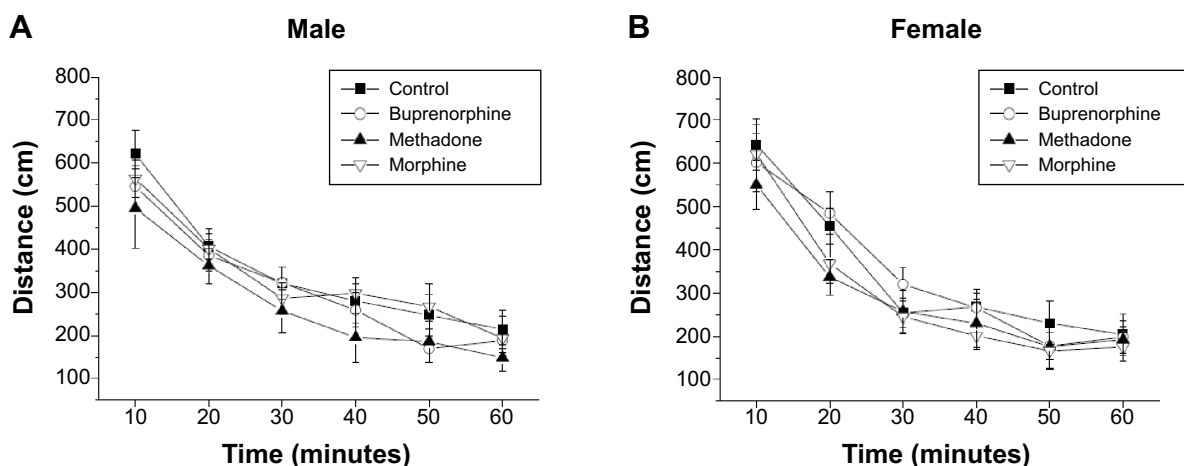 A
Male
800
700
600
500
400
300
200
100
Distance (cm)
Control
Buprenorphine
Methadone
Morphine
10 20 30 40 50 60
Time (minutes)
B
Female
800
700
600
500
400
300
200
100
Distance (cm)
Control
Buprenorphine
Methadone
Morphine
10 20 30 40 50 60
Time (minutes)